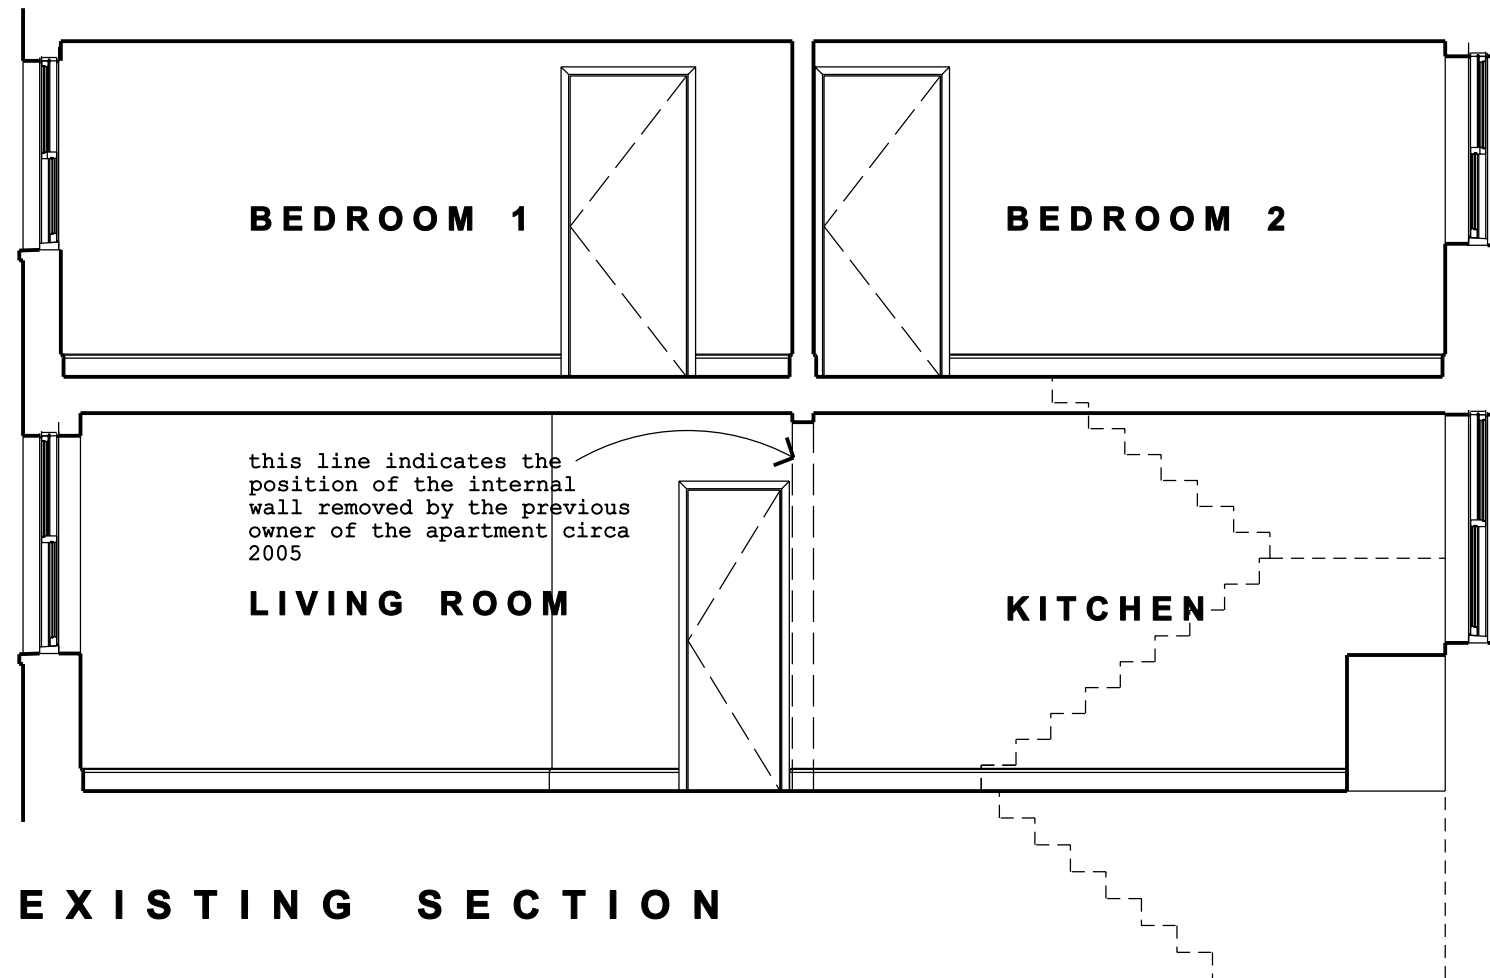 BEDROOM 1
BEDROOM 2
this line indicates the
position of the internal
wall removed by the previous
owner of the apartment circa
2005
LIVING ROOM
KITCHEN
EXISTING SECTION